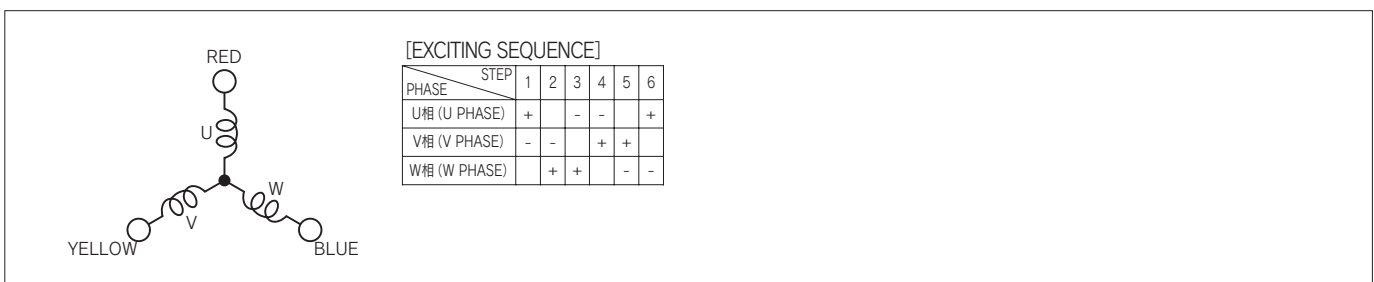 RED
U
W
V
YELLOW
BLUE
[EXCITING SEQUENCE]
STEP
PHASE 1 2 3 4 5 6
U相 (U PHASE) + - - +
V相 (V PHASE) - - + +
W相 (W PHASE) + + - -